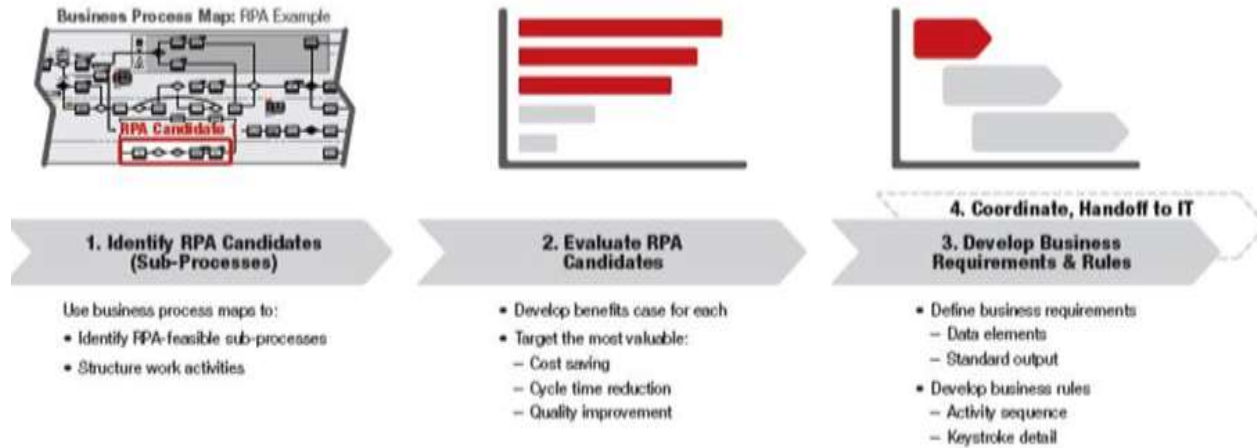 Business Process Map: RPA Example
RPA Candidate
4. Coordinate, Handoff to IT
1. Identify RPA Candidates
(Sub-Processes)
2. Evaluate RPA
Candidates
3. Develop Business
Requirements & Rules
Use business process maps to:
• Identify RPA-feasible sub-processes
• Structure work activities
• Develop benefits case for each
• Target the most valuable:
– Cost saving
– Cycle time reduction
– Quality improvement
• Define business requirements
– Data elements
– Standard output
• Develop business rules
– Activity sequence
– Keystroke detail